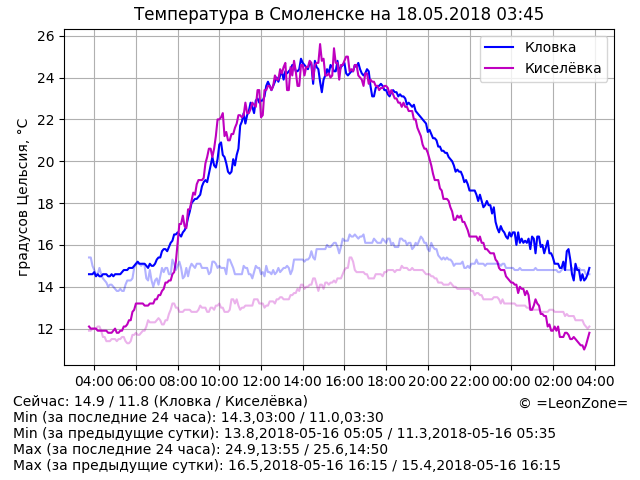 Температура в Смоленске на 18.05.2018 03:45
градусов Цельсия, °C
26
24
22
20
18
16
14
12
Кловка
Киселёвка
04:00 06:00 08:00 10:00 12:00 14:00 16:00 18:00 20:00 22:00 00:00 02:00 04:00
Сейчас: 14.9 / 11.8 (Кловка / Киселёвка)
© =LeonZone=
Min (за последние 24 часа): 14.3,03:00 / 11.0,03:30
Min (за предыдущие сутки): 13.8,2018-05-16 05:05 / 11.3,2018-05-16 05:35
Max (за последние 24 часа): 24.9,13:55 / 25.6,14:50
Max (за предыдущие сутки): 16.5,2018-05-16 16:15 / 15.4,2018-05-16 16:15